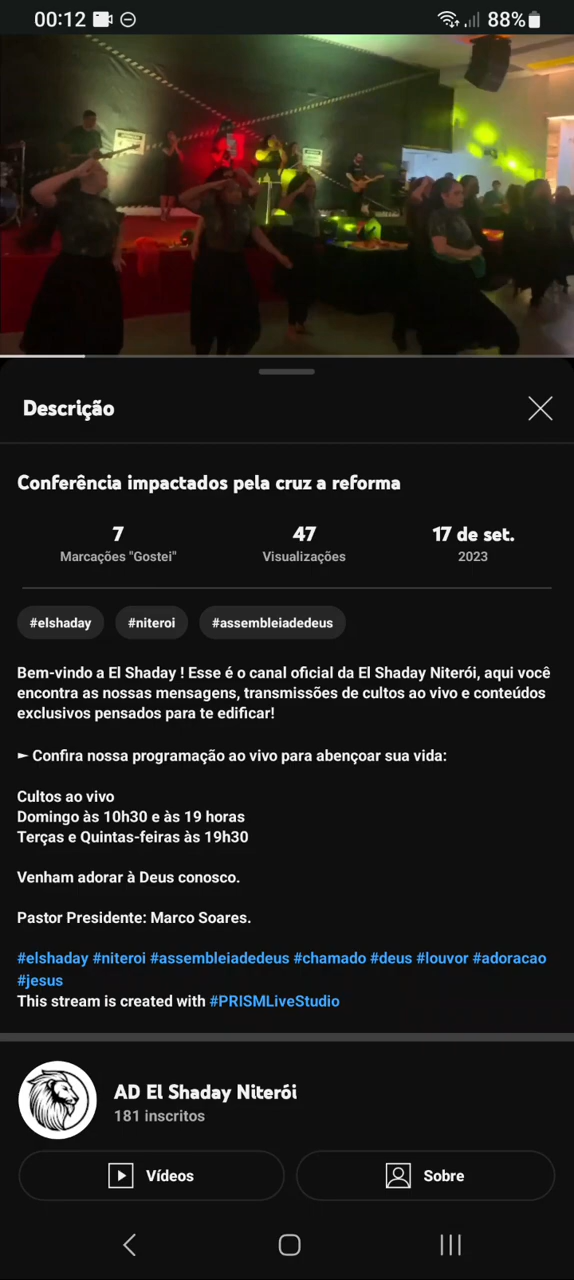 00:12
88%
Descrição
Conferência impactados pela cruz a reforma
7
Marcações "Gostei"
47
Visualizações
17 de set.
2023
#elshaday
#niteroi
#assembleiadedeus
Bem-vindo a El Shaday ! Esse é o canal oficial da El Shaday Niterói, aqui você
encontra as nossas mensagens, transmissões de cultos ao vivo e conteúdos
exclusivos pensados para te edificar!
► Confira nossa programação ao vivo para abençoar sua vida:
Cultos ao vivo
Domingo às 10h30 e às 19 horas
Terças e Quintas-feiras às 19h30
Venham adorar à Deus conosco.
Pastor Presidente: Marco Soares.
#elshaday #niteroi #assembleiadedeus #chamado #deus #louvor #adoracao
#jesus
This stream is created with #PRISMLiveStudio
AD El Shaday Niterói
181 inscritos
Vídeos
Sobre